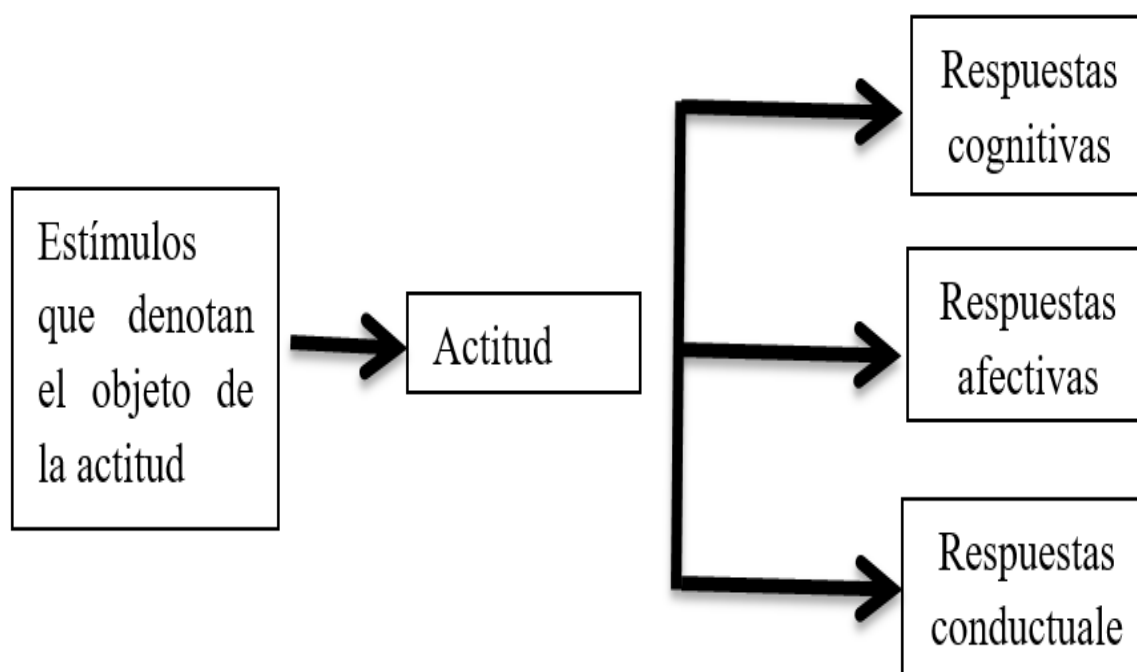 Estímulos
que denotan
el objeto de
la actitud
Actitud
Respuestas
cognitivas
Respuestas
afectivas
Respuestas
conductuale